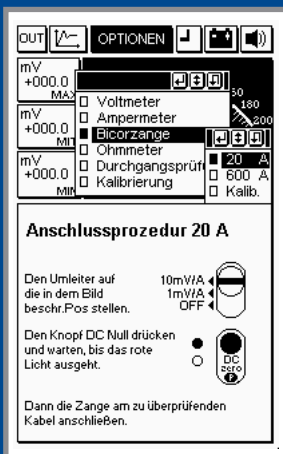 OUT OPTIONEN
mV
+000.0
MAX
50
180
200
Voltmeter
mV
+000.0
Ampermeter
Bicorzange
Ohmmeter
mV
+000.0
MIN
Durchgangsprüf
Kalibrierung
20 A
600 A
Kalib.
Anschlussprozedur 20 A
Den Umleiter auf
die in dem Bild
beschr.Pos stellen.
10mV/A
1mV/A
OFF
Den Knopf DC Null drücken
und warten, bis das rote
Licht ausgeht.
DC
zero
Dann die Zange am zu überprüfenden
Kabel anschließen.